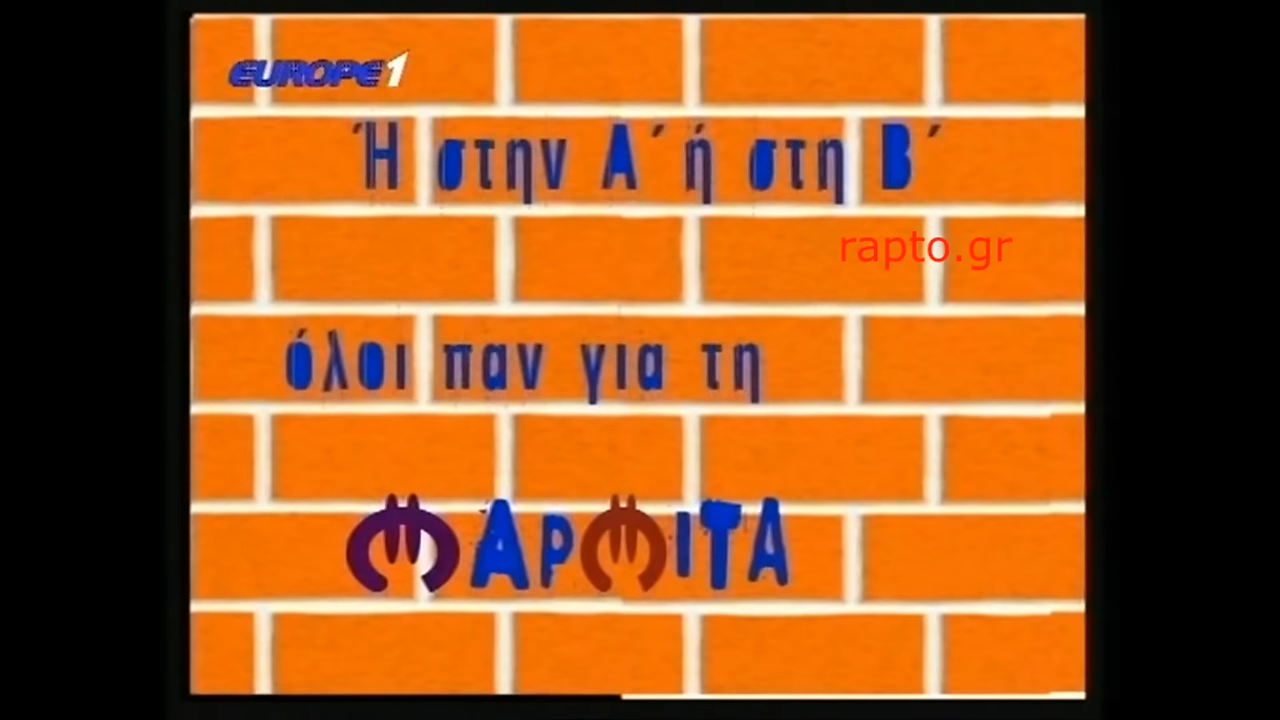 EUROPE1
Ή στην Α΄ ή στη Β΄
rapto.gr
όλοι παν για τη
ΜΑΡΜΙΤΑ